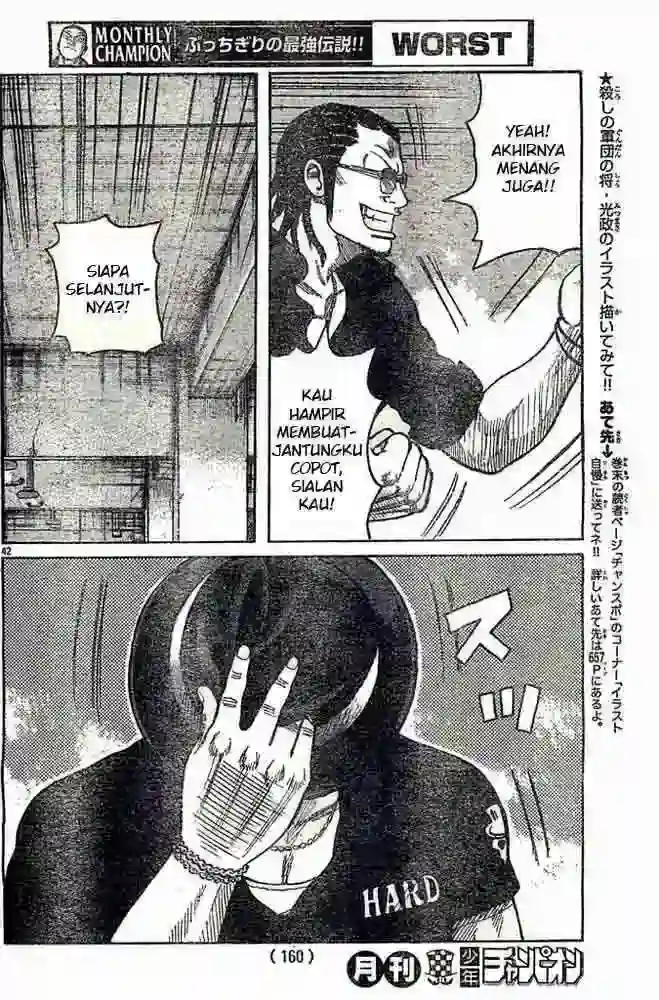 MONTHLY
CHAMPION
ぶっちぎりの最強伝説!!
WORST
YEAH!
AKHIRNYA
MENANG
JUGA!!
KAU
HAMPIR
MEMBUAT-
JANTUNGKU
COPOT,
SIALAN
KAU!
SIAPA
SELANJUT-
NYA?!
★殺しの軍団の将・光政のイラスト描いてみて!! あて先↓
巻末の読者ページ「チャンスポ」のコーナー「イラスト
自慢」に送ってネ!! 詳しいあて先は657Pにあるよ。
42
スッ
HARD
(160)
月刊少年チャンピオン